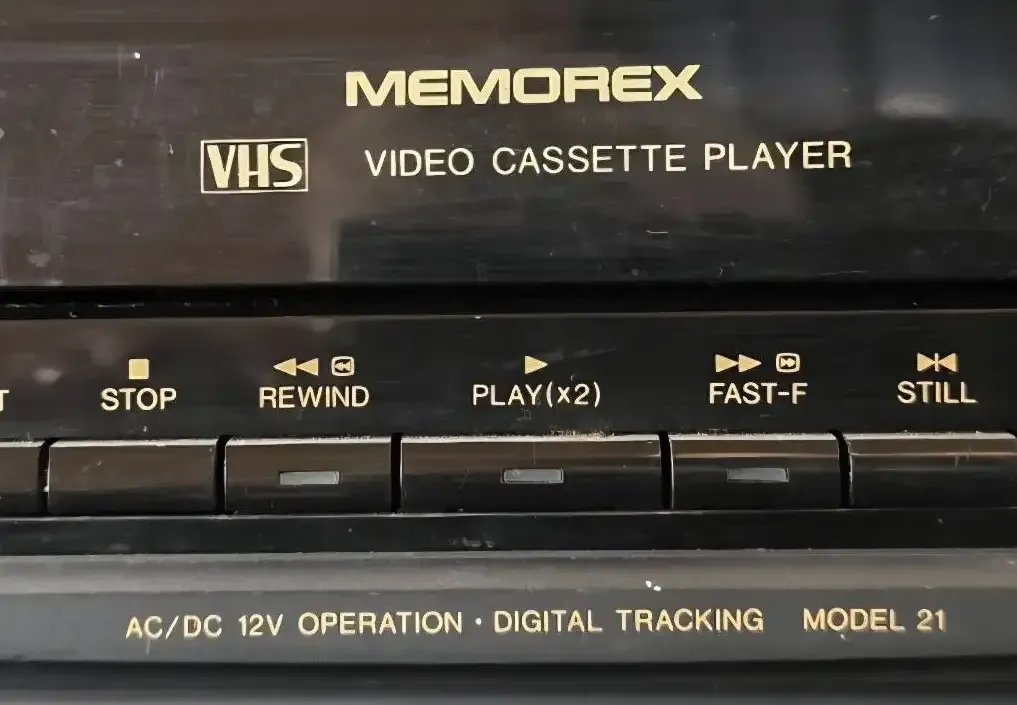 MEMOREX
VHS VIDEO CASSETTE PLAYER
STOP REWIND PLAY(x2) FAST-F STILL
AC/DC 12V OPERATION • DIGITAL TRACKING MODEL 21